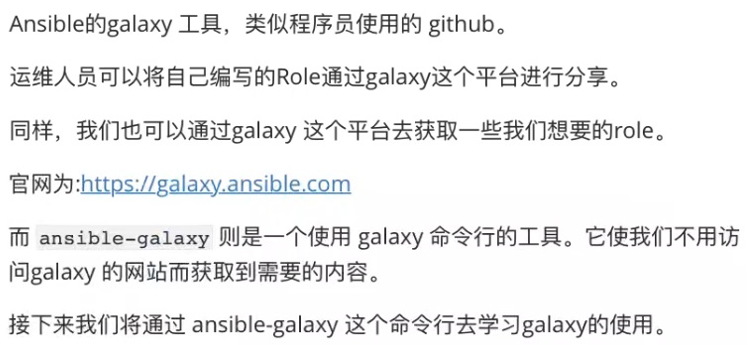 Ansible的galaxy 工具，类似程序员使用的 github。
运维人员可以将自己编写的Role通过galaxy这个平台进行分享。
同样，我们也可以通过galaxy 这个平台去获取一些我们想要的role。
官网为:https://galaxy.ansible.com
而 ansible-galaxy 则是一个使用 galaxy 命令行的工具。它使我们不用访
问galaxy 的网站而获取到需要的内容。
接下来我们将通过 ansible-galaxy 这个命令行去学习galaxy的使用。